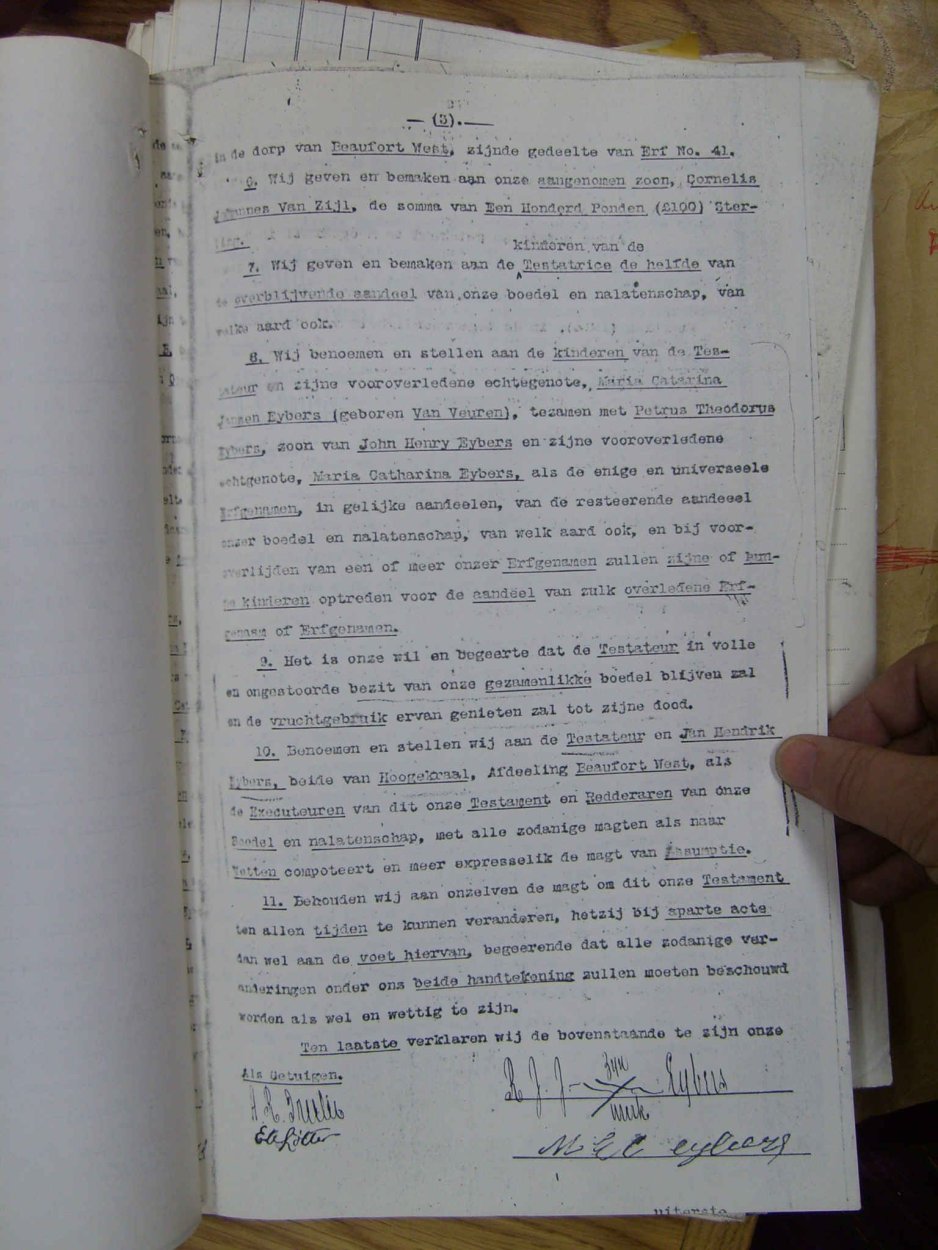 — (3). —
in de dorp van Beaufort West, zijnde gedeelte van Erf No. 41.
6. Wij geven en bemaken aan onze aangenomen zoon, Cornelis
Johannes Van Zijl, de somma van Een Honderd Ponden (£100) Ster-
ling.
kinderen van de
7. Wij geven en bemaken aan de ^ Testatrice de helfde van
de overblijvende aandeel van onze boedel en nalatenschap, van
welke aard ook.
8. Wij benoemen en stellen aan de kinderen van de Tes-
tateur en zijne vooroverledene echtegenote, Maria Catarina
Jansen Eybers (geboren Van Veuren), tezamen met Petrus Theodorus
Eybers, zoon van John Henry Eybers en zijne vooroverledene
echtgenote, Maria Catharina Eybers, als de enige en universeele
Erfgenamen, in gelijke aandeelen, van de resteerende aandeeel
onzer boedel en nalatenschap, van welk aard ook, en bij voor-
overlijden van een of meer onzer Erfgenamen zullen zijne of hun-
ne kinderen optreden voor de aandeel van zulk overledene Erf-
genaam of Erfgenamen.
9. Het is onze wil en begeerte dat de Testateur in volle
en ongestoorde bezit van onze gezamenlikke boedel blijven zal
en de vruchtgebruik ervan genieten zal tot zijne dood.
10. Benoemen en stellen wij aan de Testateur en Jan Hendrik
Eybers, beide van Hoogekraal, Afdeeling Beaufort West, als
de Executeuren van dit onze Testament en Redderaren van onze
Boedel en nalatenschap, met alle zodanige magten als naar
Wetten competeert en meer expresselik de magt van Assumptie.
11. Behouden wij aan onzelven de magt om dit onze Testament
ten allen tijden te kunnen veranderen, hetzij bij aparte acte
dan wel aan de voet hiervan, begeerende dat alle zodanige ver-
anderingen onder ons beide handtekening zullen moeten beschouwd
worden als wel en wettig te zijn.
Ten laatste verklaren wij de bovenstaande te zijn onze
Als Getuigen.
R. J. J. Zijn X Eybers
merk
M E C eybers
uiterste